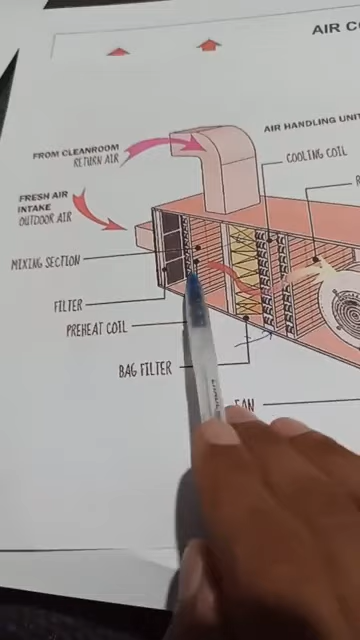 AIR
FROM CLEANROOM
RETURN AIR
AIR HANDLING UNIT
COOLING COIL
FRESH AIR
INTAKE
OUTDOOR AIR
MIXING SECTION
FILTER
PREHEAT COIL
BAG FILTER
FAN